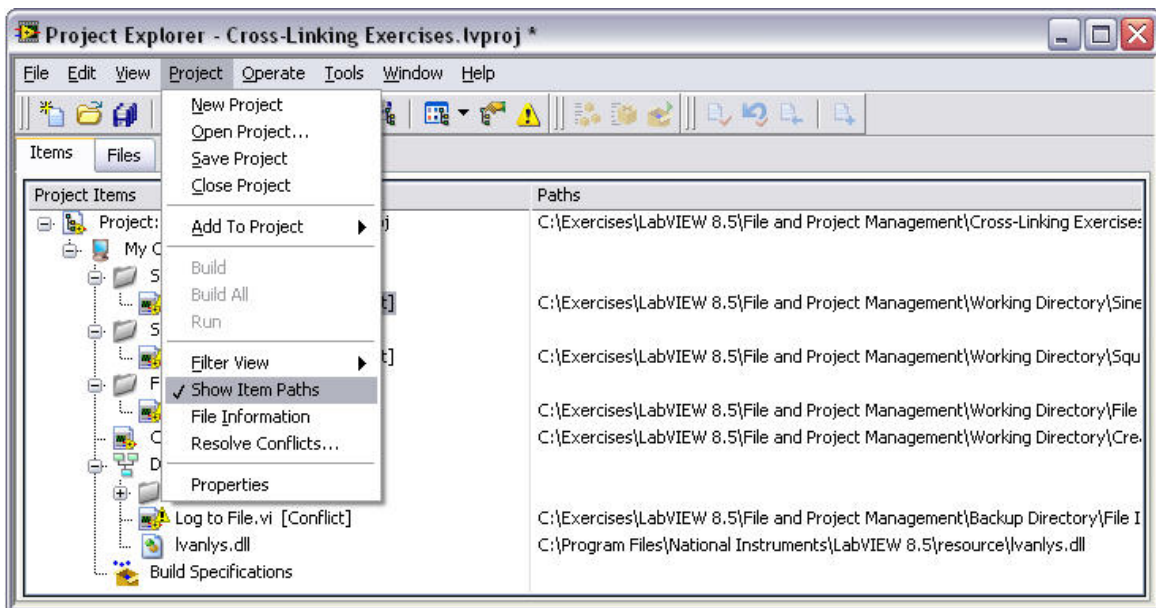 Project Explorer - Cross-Linking Exercises.lvproj *
File Edit View Project Operate Tools Window Help
New Project
Open Project...
Save Project
Close Project
Add To Project
Build
Build All
Run
Filter View
Show Item Paths
File Information
Resolve Conflicts...
Properties
Items Files
Project Items Paths
Project: j C:\Exercises\LabVIEW 8.5\File and Project Management\Cross-Linking Exercises
My C
S
t] C:\Exercises\LabVIEW 8.5\File and Project Management\Working Directory\Sine
S
t] C:\Exercises\LabVIEW 8.5\File and Project Management\Working Directory\Squ
F
C:\Exercises\LabVIEW 8.5\File and Project Management\Working Directory\File
C C:\Exercises\LabVIEW 8.5\File and Project Management\Working Directory\Cre
D
Log to File.vi [Conflict] C:\Exercises\LabVIEW 8.5\File and Project Management\Backup Directory\File I
lvanlys.dll C:\Program Files\National Instruments\LabVIEW 8.5\resource\lvanlys.dll
Build Specifications